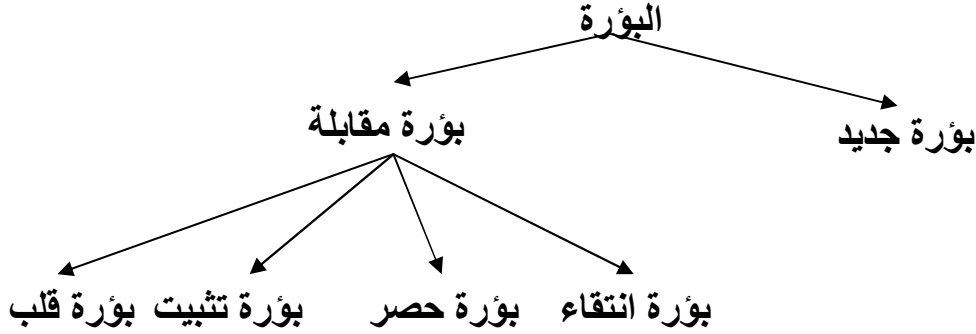 البؤرة
بؤرة جديد
بؤرة مقابلة
بؤرة انتقاء
بؤرة حصر
بؤرة تثبيت
بؤرة قلب